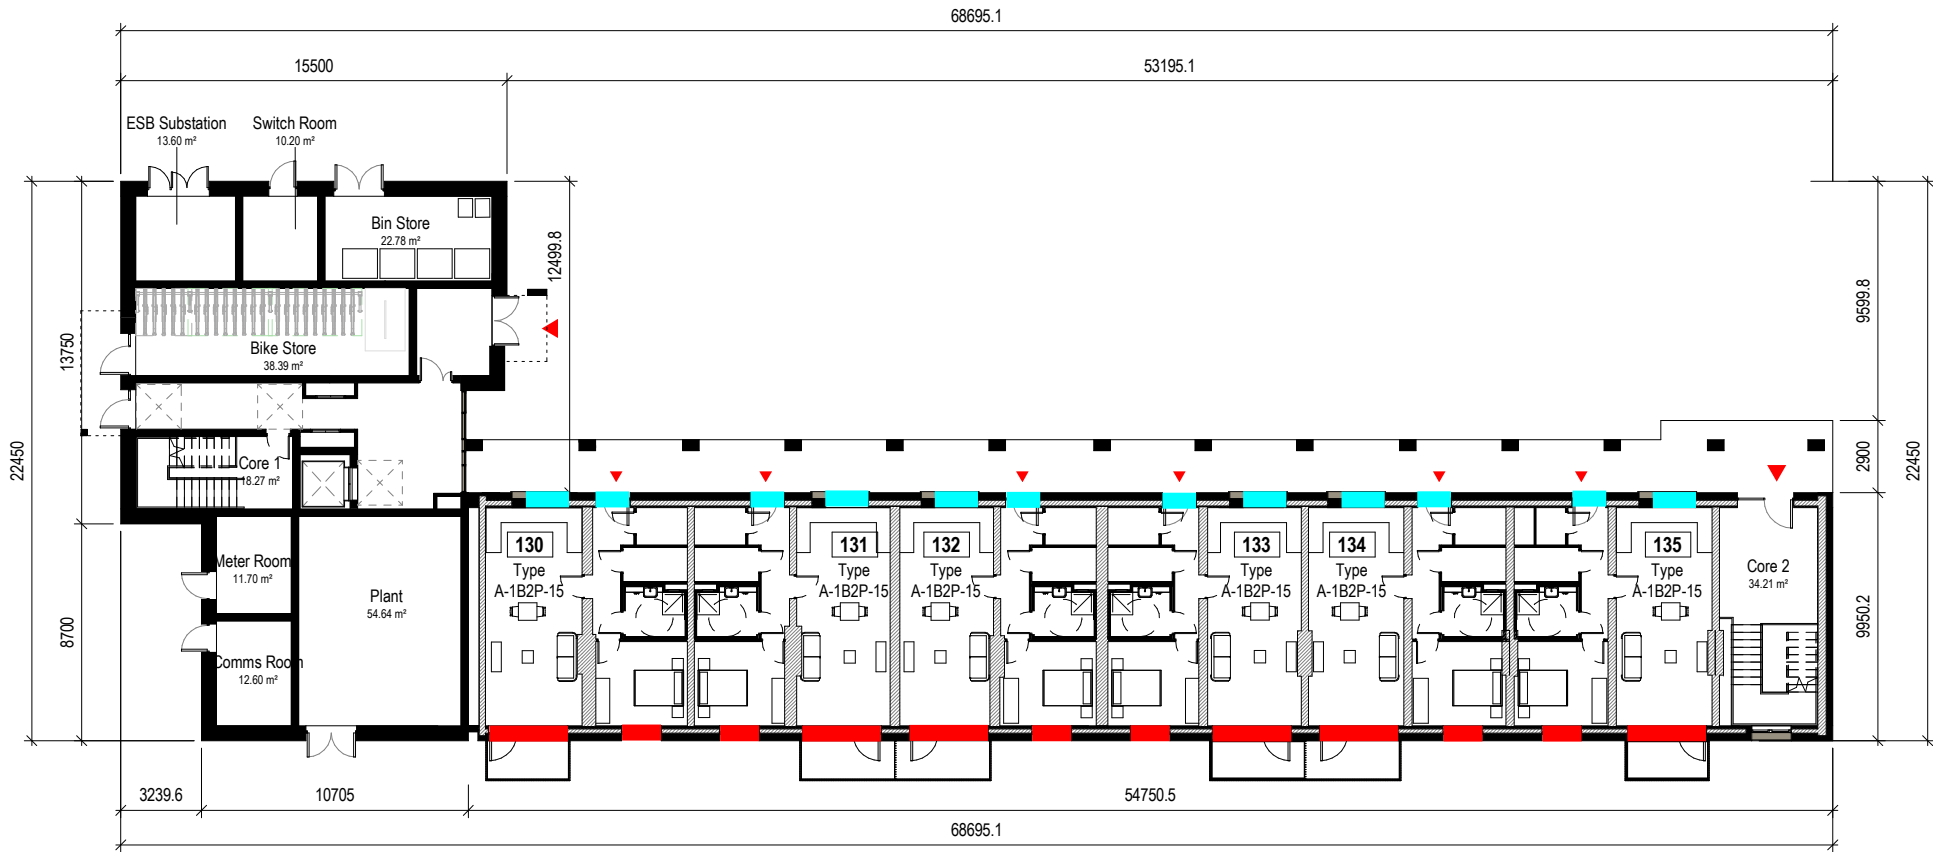 68695.1
15500
53195.1
ESB Substation
13.60 m²
Switch Room
10.20 m²
Bin Store
22.78 m²
12499.8
9599.8
13750
Bike Store
38.39 m²
22450
2900
22450
Core 1
18.27 m²
130
Type
A-1B2P-15
131
Type
A-1B2P-15
132
Type
A-1B2P-15
133
Type
A-1B2P-15
134
Type
A-1B2P-15
135
Type
A-1B2P-15
Core 2
34.21 m²
Meter Room
11.70 m²
Plant
54.64 m²
9950.2
8700
Comms Room
12.60 m²
3239.6
10705
54750.5
68695.1